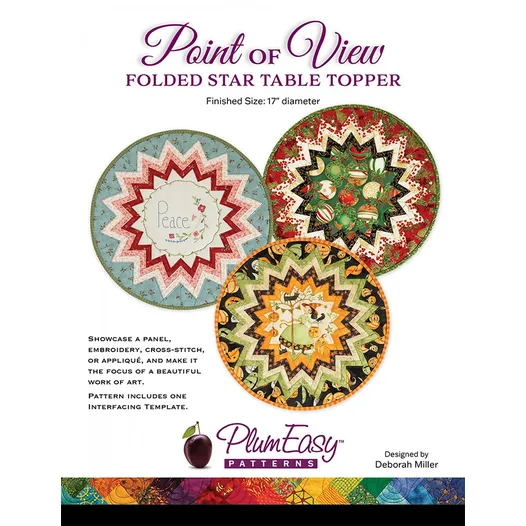 Point of View
FOLDED STAR TABLE TOPPER
Finished Size: 17" diameter
Peace
SHOWCASE A PANEL,
EMBROIDERY, CROSS-STITCH,
OR APPLIQUÉ, AND MAKE IT
THE FOCUS OF A BEAUTIFUL
WORK OF ART.
PATTERN INCLUDES ONE
INTERFACING TEMPLATE.
PlumEasy™
PATTERNS
Designed by
Deborah Miller